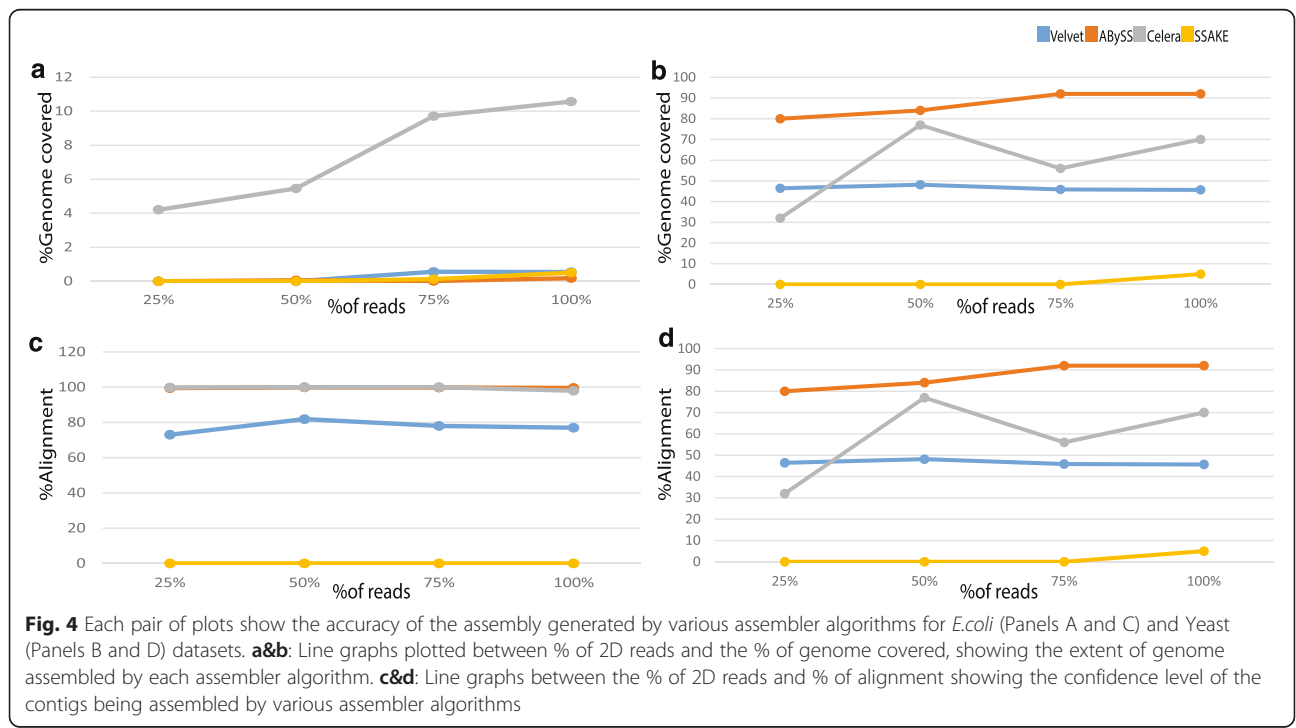 Velvet ABySS Celera SSAKE
a
%Genome covered
12
10
8
6
4
2
0
25% 50% 75% 100%
%of reads
b
%Genome covered
100
90
80
70
60
50
40
30
20
10
0
25% 50% 75% 100%
%of reads
c
%Alignment
120
100
80
60
40
20
0
25% 50% 75% 100%
%of reads
d
%Alignment
100
90
80
70
60
50
40
30
20
10
0
25% 50% 75% 100%
%of reads
Fig. 4 Each pair of plots show the accuracy of the assembly generated by various assembler algorithms for E.coli (Panels A and C) and Yeast
(Panels B and D) datasets. a&b: Line graphs plotted between % of 2D reads and the % of genome covered, showing the extent of genome
assembled by each assembler algorithm. c&d: Line graphs between the % of 2D reads and % of alignment showing the confidence level of the
contigs being assembled by various assembler algorithms